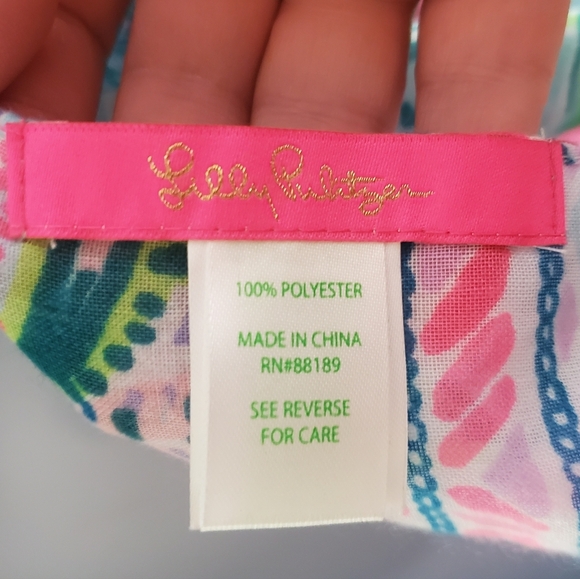 Lilly Pulitzer
100% POLYESTER
MADE IN CHINA
RN#88189
SEE REVERSE
FOR CARE